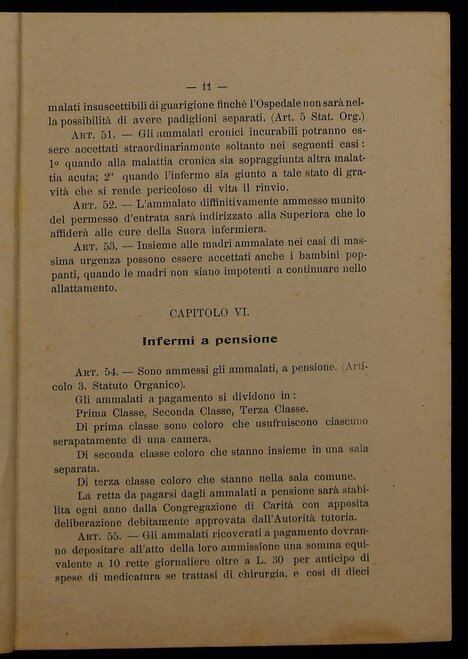 — 11 —
malati insuscettibili di guarigione finchè l'Ospedale non sarà nel-
la possibilità di avere padiglioni separati. (Art. 5 Stat. Org.)
ART. 51. — Gli ammalati cronici incurabili potranno es-
sere accettati straordinariamente soltanto nei seguenti casi:
1º quando alla malattia cronica sia sopraggiunta altra malat-
tia acuta; 2º quando l'infermo sia giunto a tale stato di gra-
vità che si rende pericoloso di vita il rinvio.
ART. 52. — L'ammalato diffinitivamente ammesso munito
del permesso d'entrata sarà indirizzato alla Superiora che lo
affiderà alle cure della Suora infermiera.
ART. 53. — Insieme alle madri ammalate nei casi di mas-
sima urgenza possono essere accettati anche i bambini pop-
panti, quando le madri non siano impotenti a continuare nello
allattamento.
CAPITOLO VI.
Infermi a pensione
ART. 54. — Sono ammessi gli ammalati, a pensione. (Arti-
colo 3. Statuto Organico).
Gli ammalati a pagamento si dividono in:
Prima Classe, Seconda Classe, Terza Classe.
Di prima classe sono coloro che usufruiscono ciascuno
serapatamente di una camera.
Di seconda classe coloro che stanno insieme in una sala
separata.
Di terza classe coloro che stanno nella sala comune.
La retta da pagarsi dagli ammalati a pensione sarà stabi-
lita ogni anno dalla Congregazione di Carità con apposita
deliberazione debitamente approvata dall'Autorità tutoria.
ART. 55. — Gli ammalati ricoverati a pagamento dovran-
no depositare all'atto della loro ammissione una somma equi-
valente a 10 rette giornaliere oltre a L. 30 per anticipo di
spese di medicatura se trattasi di chirurgia, e cosi di dieci